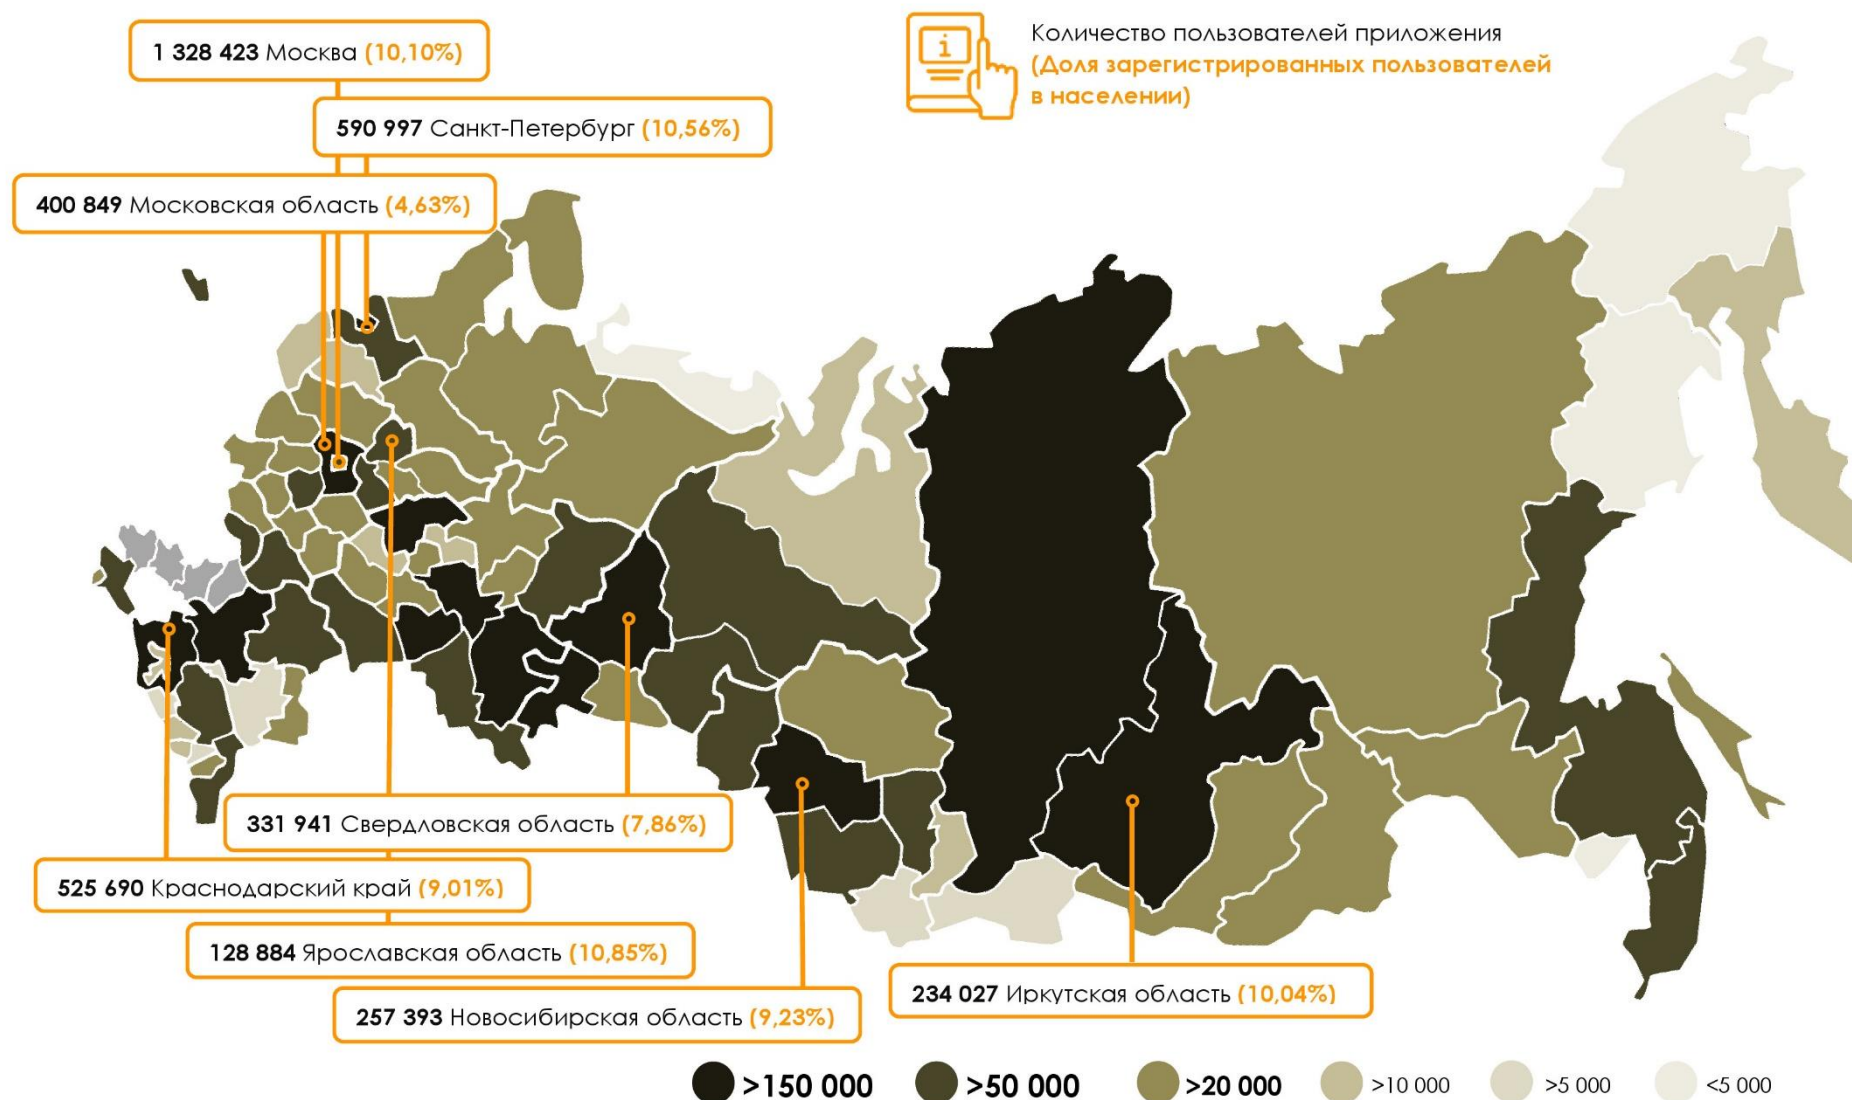 1 328 423 Москва (10,10%)
Количество пользователей приложения
(Доля зарегистрированных пользователей
в населении)
590 997 Санкт-Петербург (10,56%)
400 849 Московская область (4,63%)
331 941 Свердловская область (7,86%)
525 690 Краснодарский край (9,01%)
128 884 Ярославская область (10,85%)
257 393 Новосибирская область (9,23%)
234 027 Иркутская область (10,04%)
>150 000 >50 000 >20 000 >10 000 >5 000 <5 000